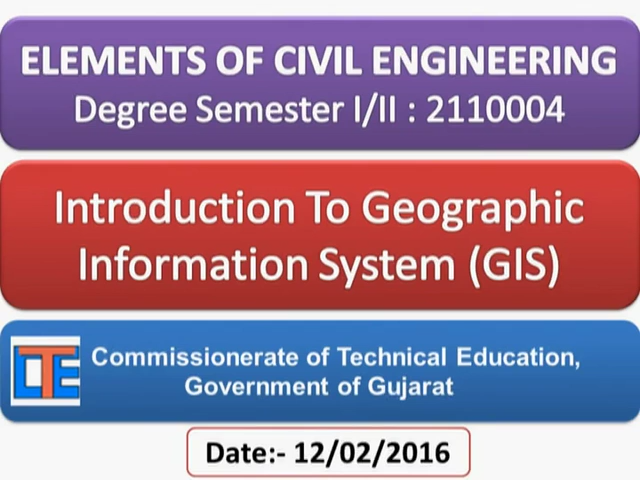 ELEMENTS OF CIVIL ENGINEERING
Degree Semester I/II : 2110004
Introduction To Geographic
Information System (GIS)
CTE
Commissionerate of Technical Education,
Government of Gujarat
Date:- 12/02/2016